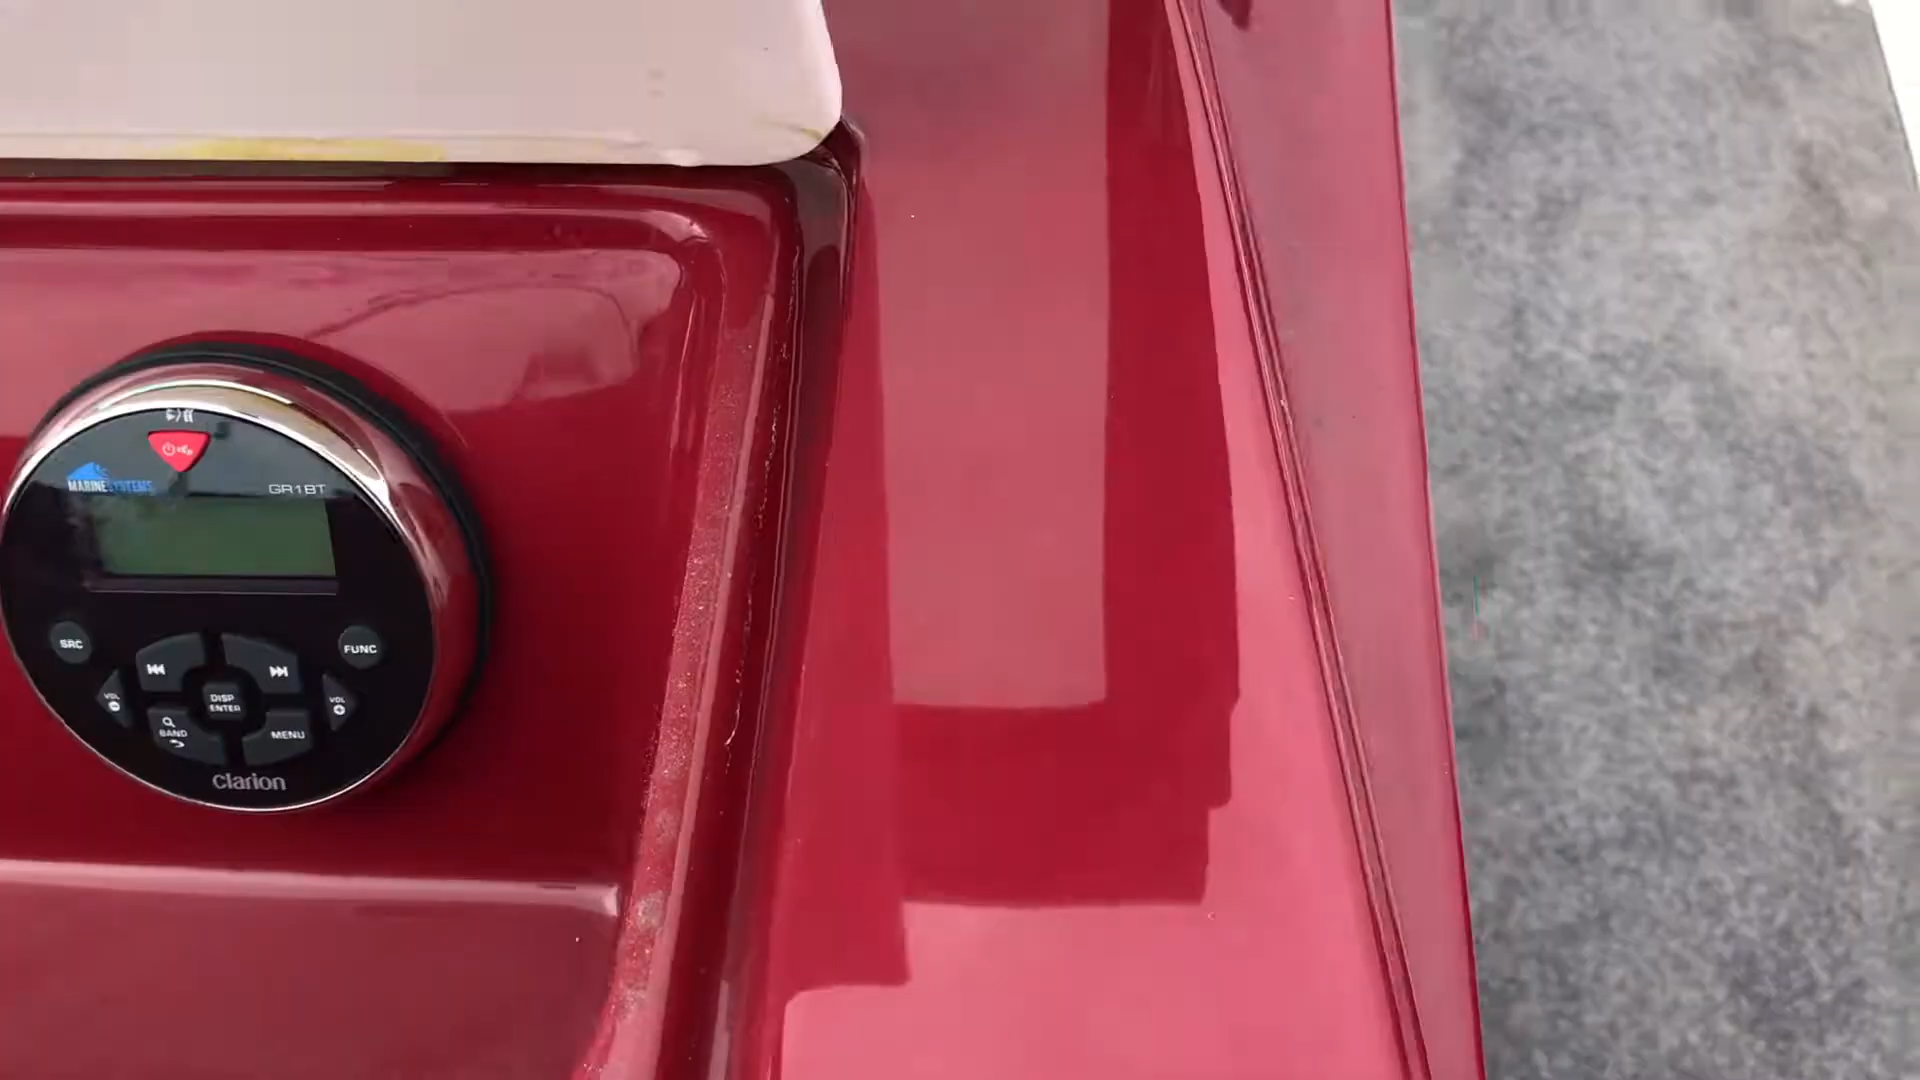 MARINE SYSTEMS
GR1BT
SRC
FUNC
VOL
DISP
ENTER
VOL
BAND
MENU
clarion